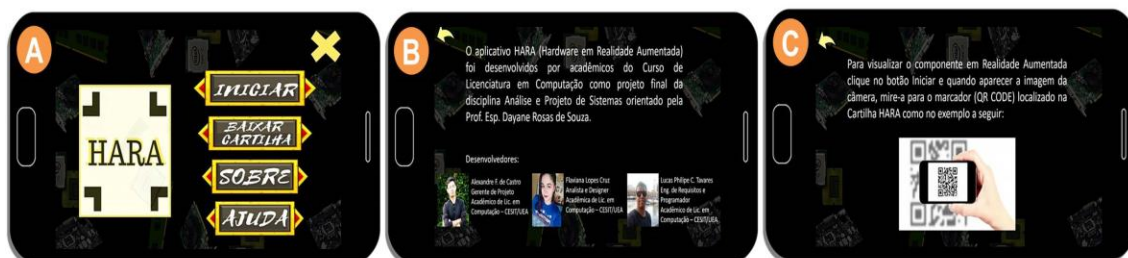 A
HARA
INICIAR
BAIXAR
CARTILHA
SOBRE
AJUDA
B
O aplicativo HARA (Hardware em Realidade Aumentada)
foi desenvolvidos por acadêmicos do Curso de
Licenciatura em Computação como projeto final da
disciplina Análise e Projeto de Sistemas orientado pela
Prof. Esp. Dayane Rosas de Souza.
Desenvolvedores:
Alexandre F. de Castro
Gerente de Projeto
Acadêmico de Lic. em
Computação – CESIT/UEA
Flaviana Lopes Cruz
Analista e Designer
Acadêmica de Lic. em
Computação – CESIT/UEA
Lucas Philipe C. Tavares
Eng. de Requisitos e
Programador
Acadêmico de Lic. em
Computação – CESIT/UEA.
C
Para visualizar o componente em Realidade Aumentada
clique no botão Iniciar e quando aparecer a imagem da
câmera, mire-a para o marcador (QR CODE) localizado na
Cartilha HARA como no exemplo a seguir: